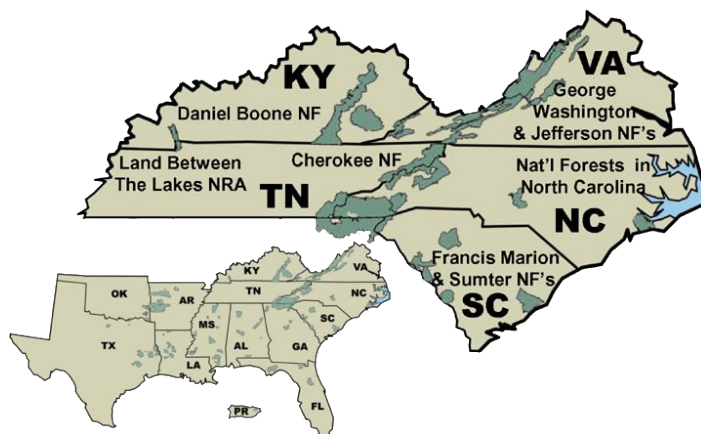 KY
VA
Daniel Boone NF
George
Washington
& Jefferson NF's
Land Between
The Lakes NRA
Cherokee NF
TN
Nat'l Forests in
North Carolina
NC
Francis Marion
& Sumter NF's
SC
KY
VA
OK
AR
TN
NC
MS
SC
TX
AL
GA
LA
FL
PR